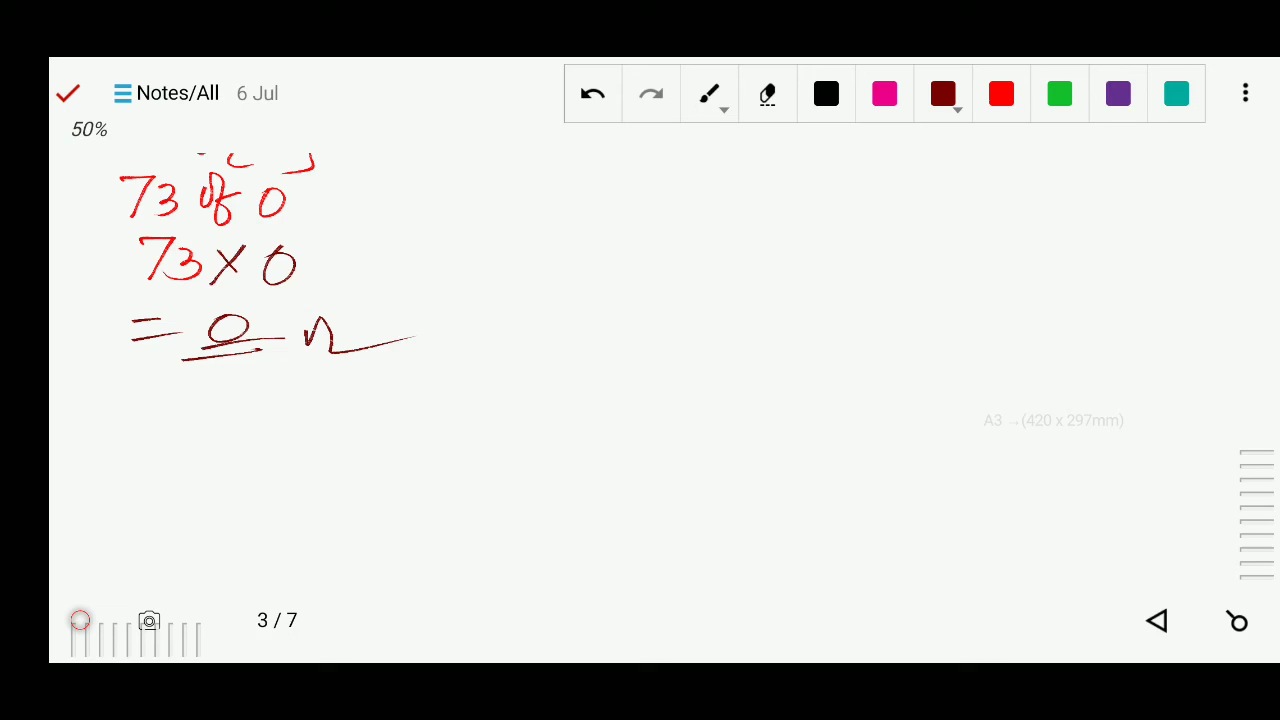 Notes/All 6 Jul
50%
73 of 0
73 × 0
= 0
A3 →(420 x 297mm)
3 / 7